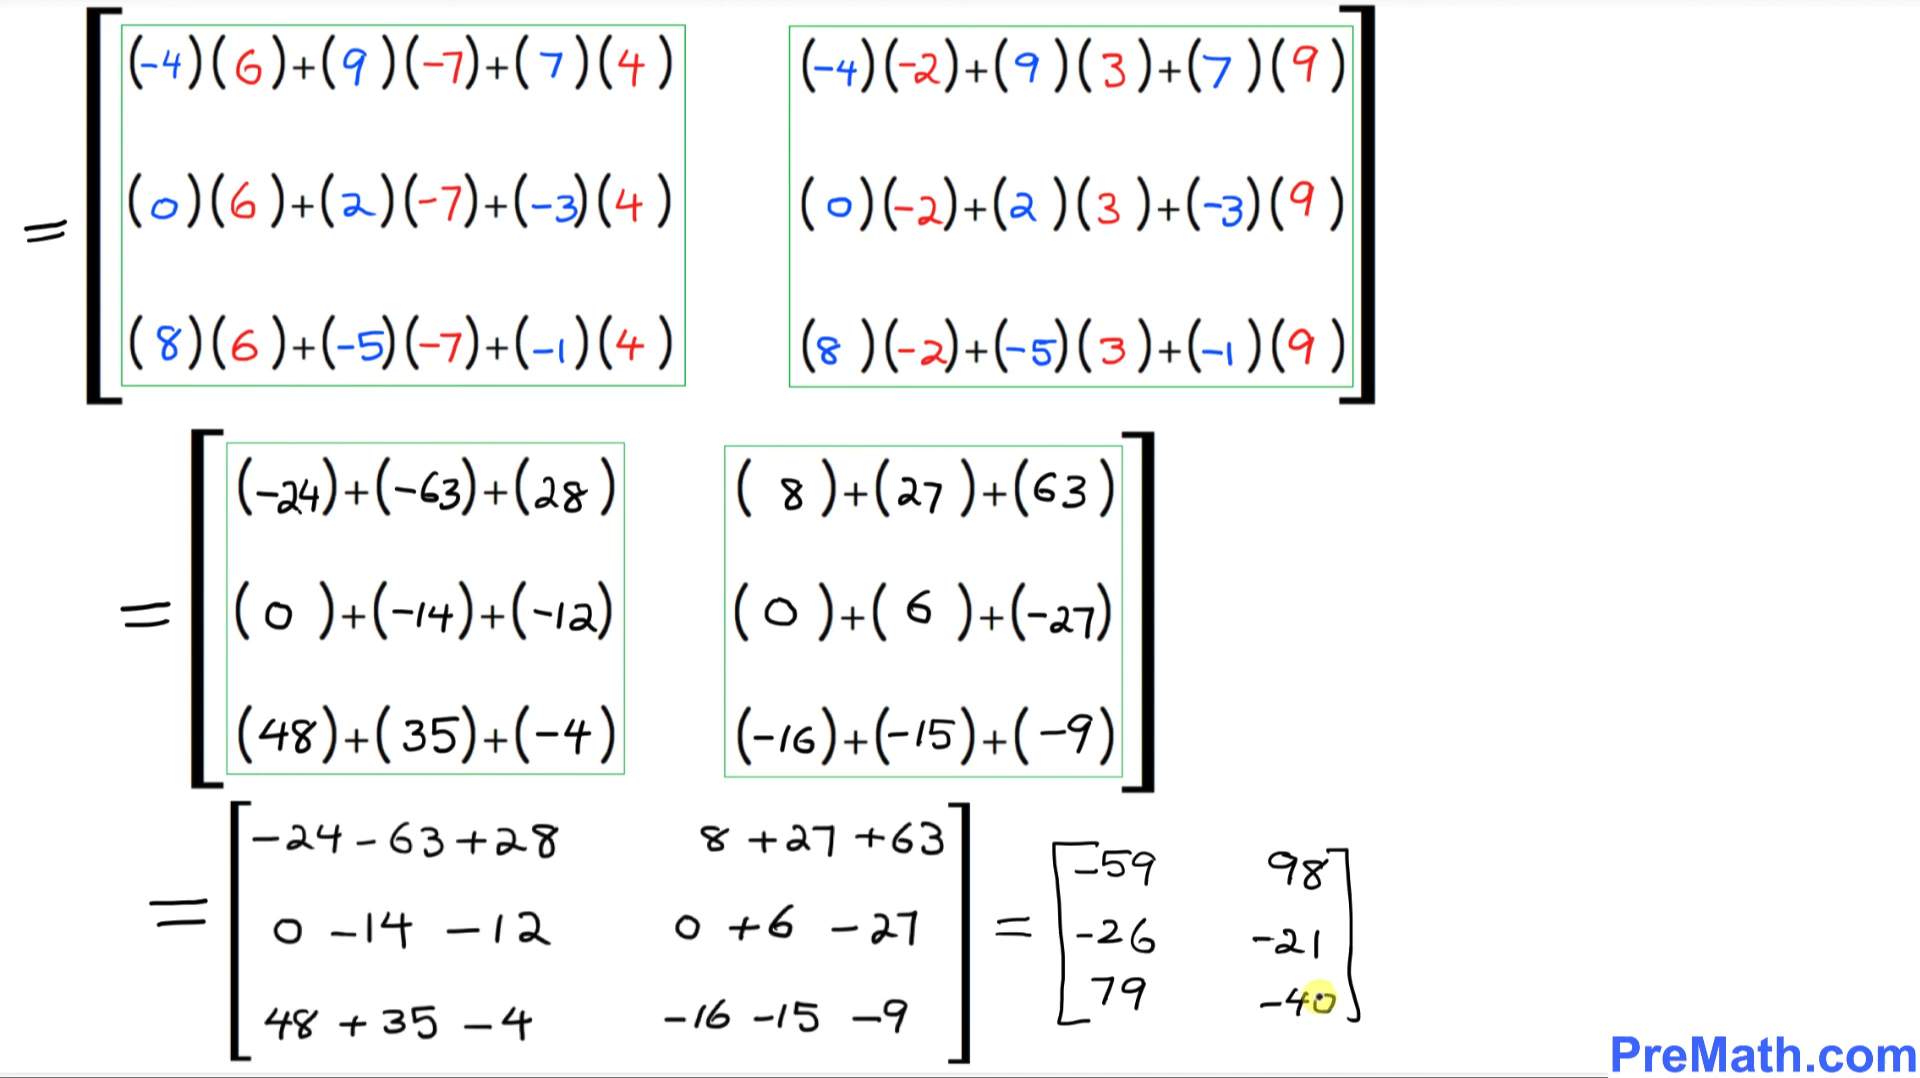 (-4)(6)+(9)(-7)+(7)(4) (-4)(-2)+(9)(3)+(7)(9)
= (0)(6)+(2)(-7)+(-3)(4) (0)(-2)+(2)(3)+(-3)(9)
(8)(6)+(-5)(-7)+(-1)(4) (8)(-2)+(-5)(3)+(-1)(9)
(-24)+(-63)+(28) (8)+(27)+(63)
= (0)+(-14)+(-12) (0)+(6)+(-27)
(48)+(35)+(-4) (-16)+(-15)+(-9)
-24-63+28 8+27+63 -59 98
= 0-14-12 0+6-27 = -26 -21
48+35-4 -16-15-9 79 -40
PreMath.com